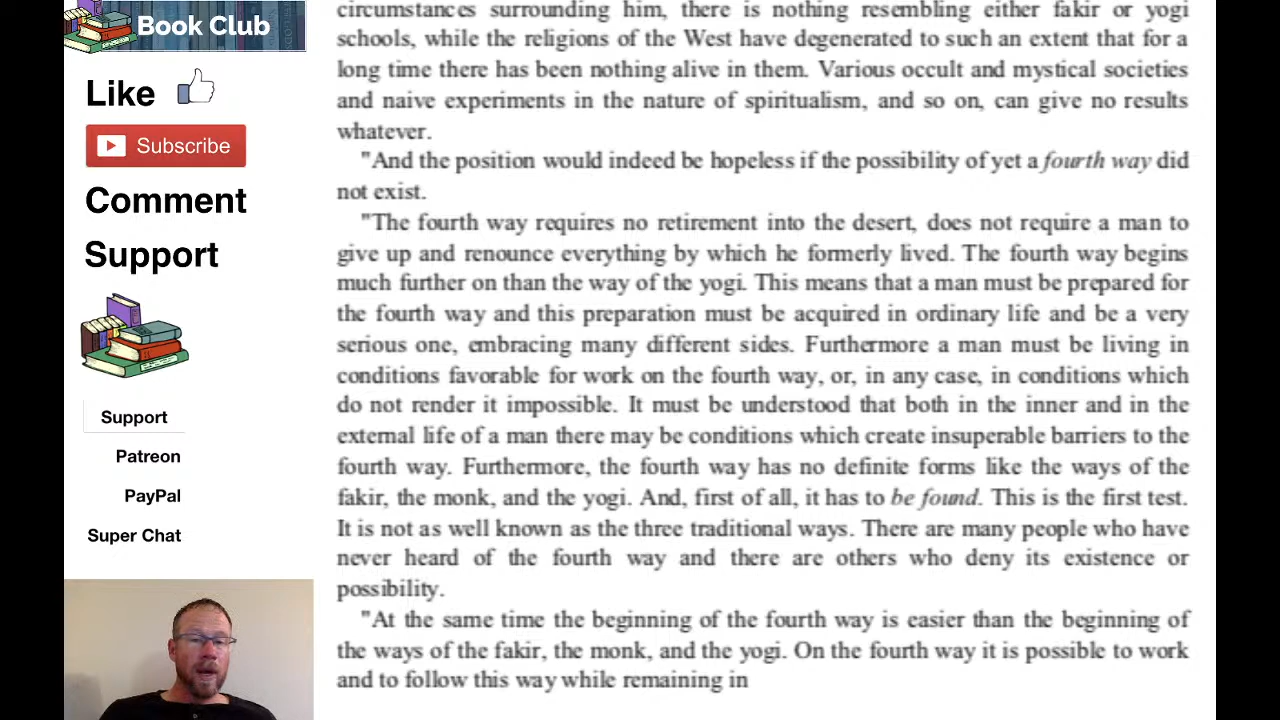 Book Club
Like
Subscribe
Comment
Support
Support
Patreon
PayPal
Super Chat
circumstances surrounding him, there is nothing resembling either fakir or yogi
schools, while the religions of the West have degenerated to such an extent that for a
long time there has been nothing alive in them. Various occult and mystical societies
and naive experiments in the nature of spiritualism, and so on, can give no results
whatever.
"And the position would indeed be hopeless if the possibility of yet a fourth way did
not exist.
"The fourth way requires no retirement into the desert, does not require a man to
give up and renounce everything by which he formerly lived. The fourth way begins
much further on than the way of the yogi. This means that a man must be prepared for
the fourth way and this preparation must be acquired in ordinary life and be a very
serious one, embracing many different sides. Furthermore a man must be living in
conditions favorable for work on the fourth way, or, in any case, in conditions which
do not render it impossible. It must be understood that both in the inner and in the
external life of a man there may be conditions which create insuperable barriers to the
fourth way. Furthermore, the fourth way has no definite forms like the ways of the
fakir, the monk, and the yogi. And, first of all, it has to be found. This is the first test.
It is not as well known as the three traditional ways. There are many people who have
never heard of the fourth way and there are others who deny its existence or
possibility.
"At the same time the beginning of the fourth way is easier than the beginning of
the ways of the fakir, the monk, and the yogi. On the fourth way it is possible to work
and to follow this way while remaining in